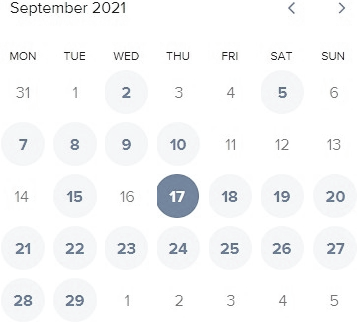 September 2021
MON TUE WED THU FRI SAT SUN
31 1 2 3 4 5 6
7 8 9 10 11 12 13
14 15 16 17 18 19 20
21 22 23 24 25 26 27
28 29 1 2 3 4 5